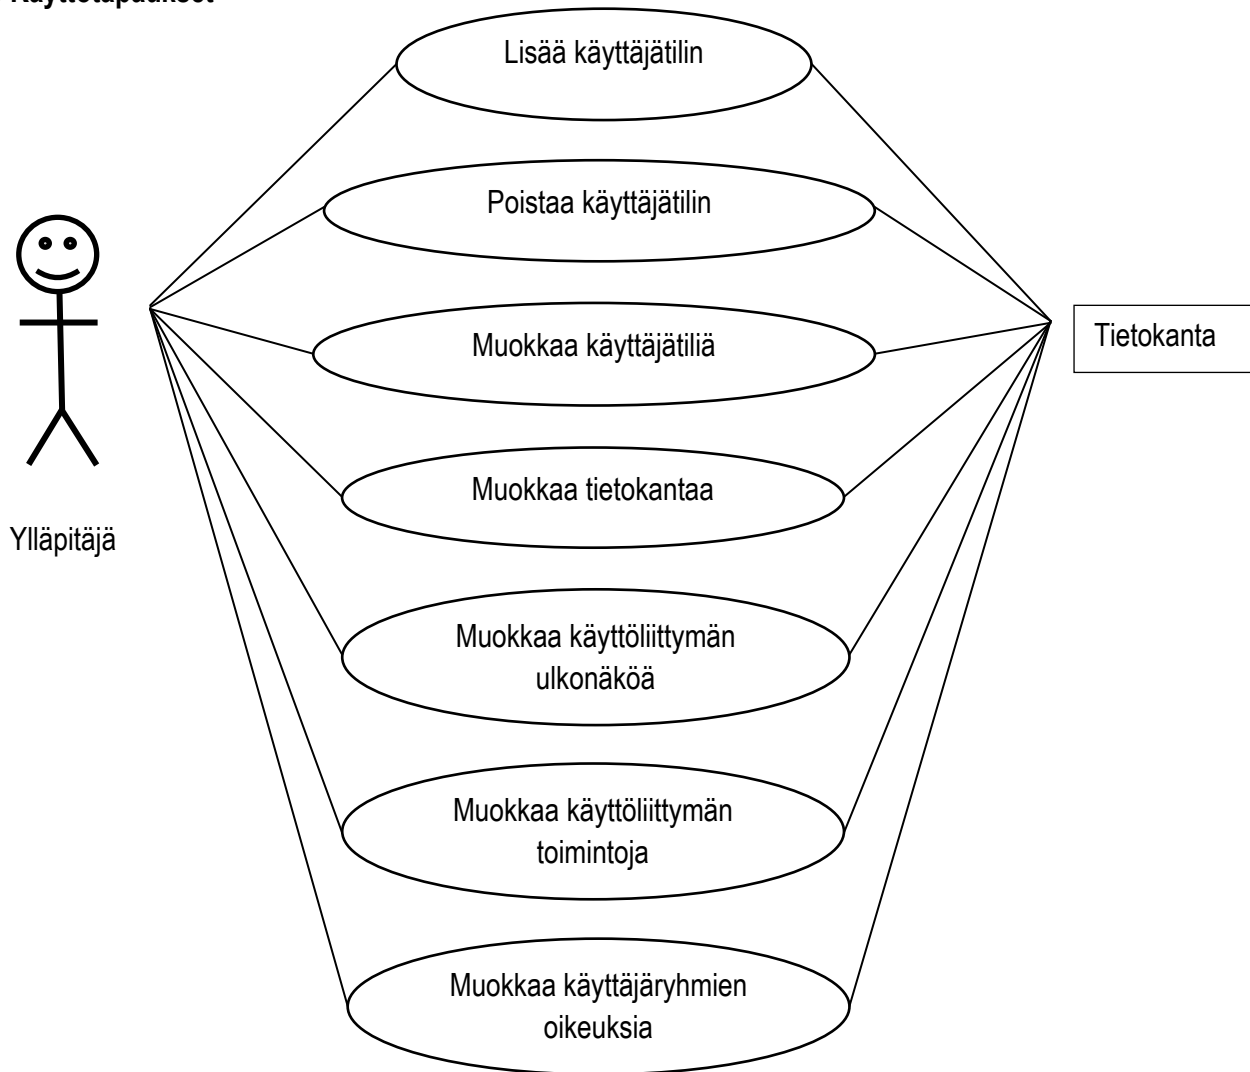 Käyttötapaukset
Lisää käyttäjätilin
Poistaa käyttäjätilin
Muokkaa käyttäjätiliä
Tietokanta
Muokkaa tietokantaa
Ylläpitäjä
Muokkaa käyttöliittymän
ulkonäköä
Muokkaa käyttöliittymän
toimintoja
Muokkaa käyttäjäryhmien
oikeuksia